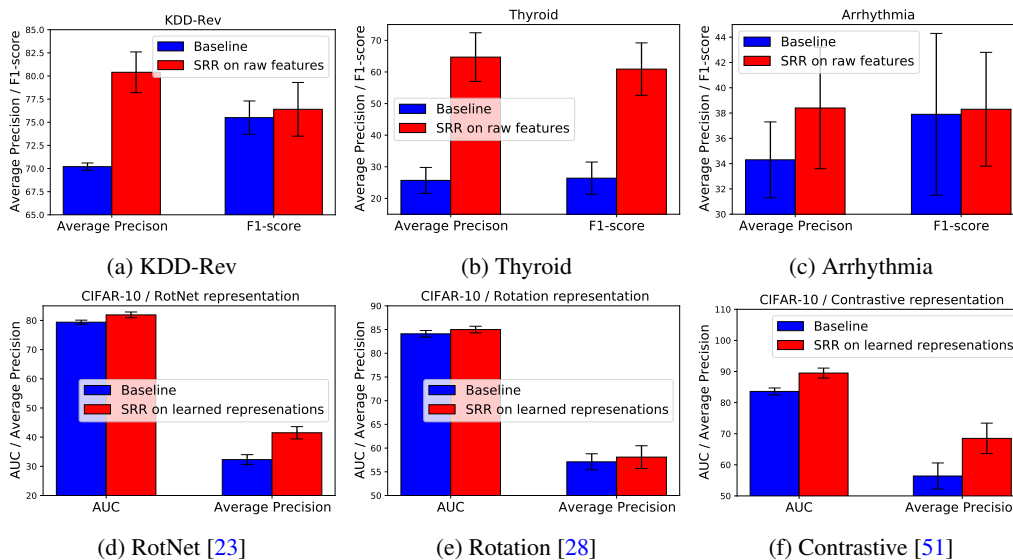 KDD-Rev
Average Precision / F1-score
85.0
82.5
80.0
77.5
75.0
72.5
70.0
67.5
65.0
Baseline
SRR on raw features
Average Precison
F1-score
(a) KDD-Rev
Thyroid
Average Precision / F1-score
70
60
50
40
30
20
Baseline
SRR on raw features
Average Precision
F1-score
(b) Thyroid
Arrhythmia
Average Precision / F1-score
44
42
40
38
36
34
32
30
Baseline
SRR on raw features
Average Precision
F1-score
(c) Arrhythmia
CIFAR-10 / RotNet representation
AUC / Average Precision
80
70
60
50
40
30
20
Baseline
SRR on learned represenations
AUC
Average Precision
(d) RotNet [23]
CIFAR-10 / Rotation representation
AUC / Average Precision
90
85
80
75
70
65
60
55
50
Baseline
SRR on learned represenations
AUC
Average Precision
(e) Rotation [28]
CIFAR-10 / Contrastive representation
AUC / Average Precision
110
100
90
80
70
60
50
Baseline
SRR on learned represenations
AUC
Average Precision
(f) Contrastive [51]